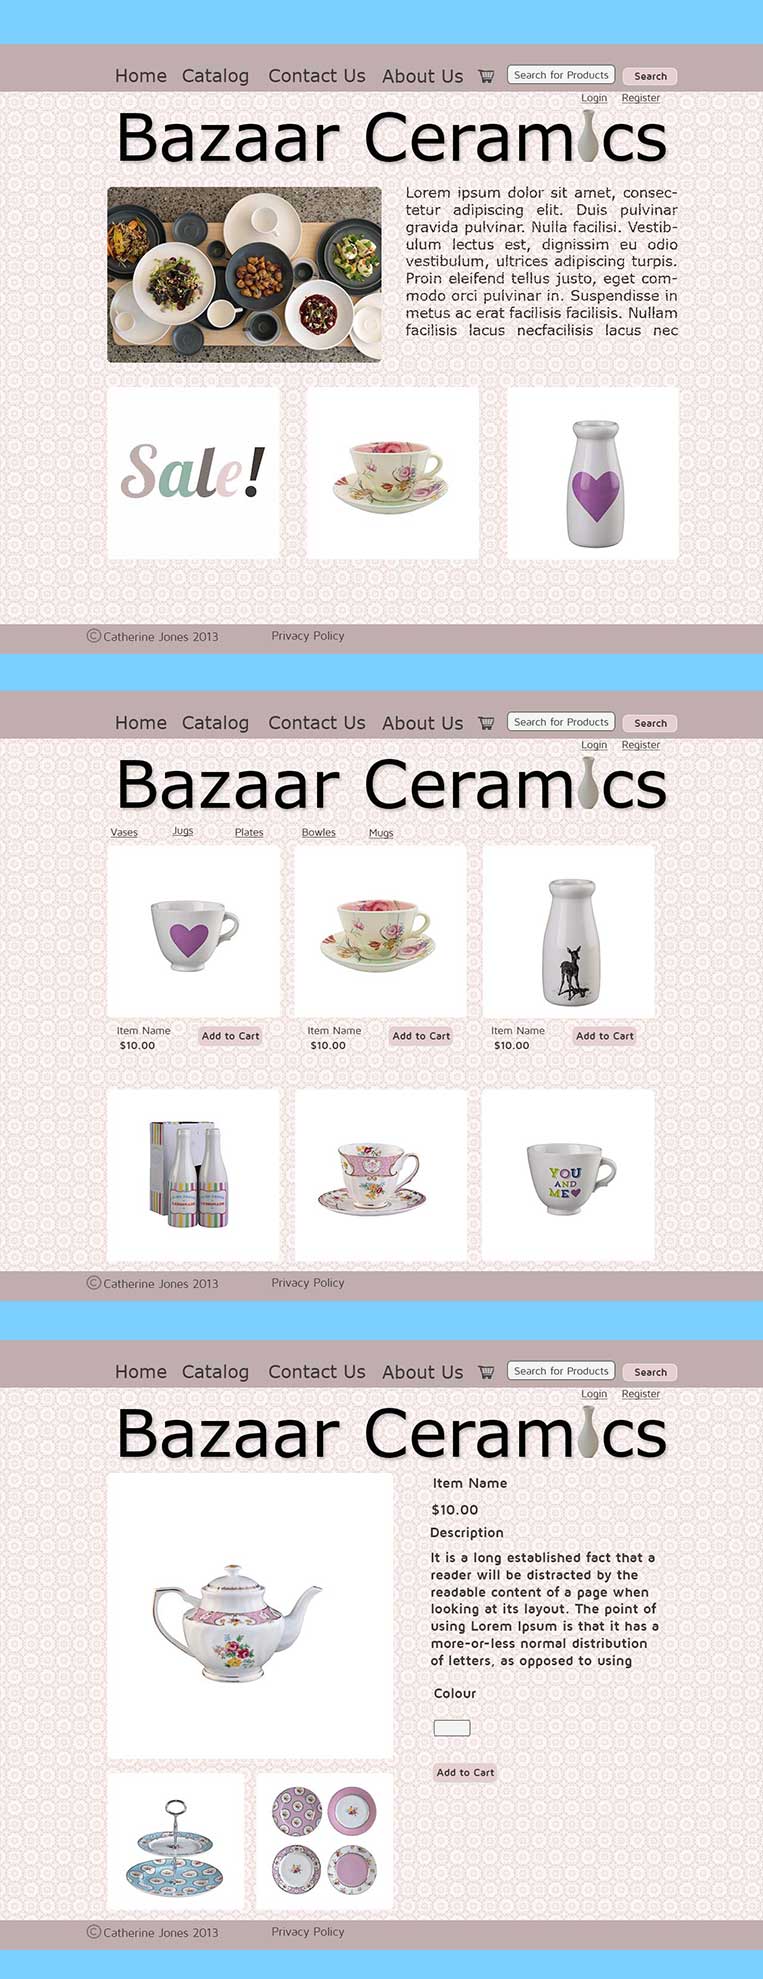 Home Catalog Contact Us About Us Search for Products Search
Login Register
Bazaar Ceramics
Lorem ipsum dolor sit amet, consec-
tetur adipiscing elit. Duis pulvinar
gravida pulvinar. Nulla facilisi. Vestib-
ulum lectus est, dignissim eu odio
vestibulum, ultrices adipiscing turpis.
Proin eleifend tellus justo, eget com-
modo orci pulvinar in. Suspendisse in
metus ac erat facilisis facilisis. Nullam
facilisis lacus necfacilisis lacus nec
Sale!
©Catherine Jones 2013 Privacy Policy
Home Catalog Contact Us About Us Search for Products Search
Login Register
Bazaar Ceramics
Vases Jugs Plates Bowles Mugs
Item Name Add to Cart Item Name Add to Cart Item Name Add to Cart
$10.00 $10.00 $10.00
LEMONADE LEMONADE
YOU
AND
ME
©Catherine Jones 2013 Privacy Policy
Home Catalog Contact Us About Us Search for Products Search
Login Register
Bazaar Ceramics
Item Name
$10.00
Description
It is a long established fact that a
reader will be distracted by the
readable content of a page when
looking at its layout. The point of
using Lorem Ipsum is that it has a
more-or-less normal distribution
of letters, as opposed to using
Colour
Add to Cart
©Catherine Jones 2013 Privacy Policy